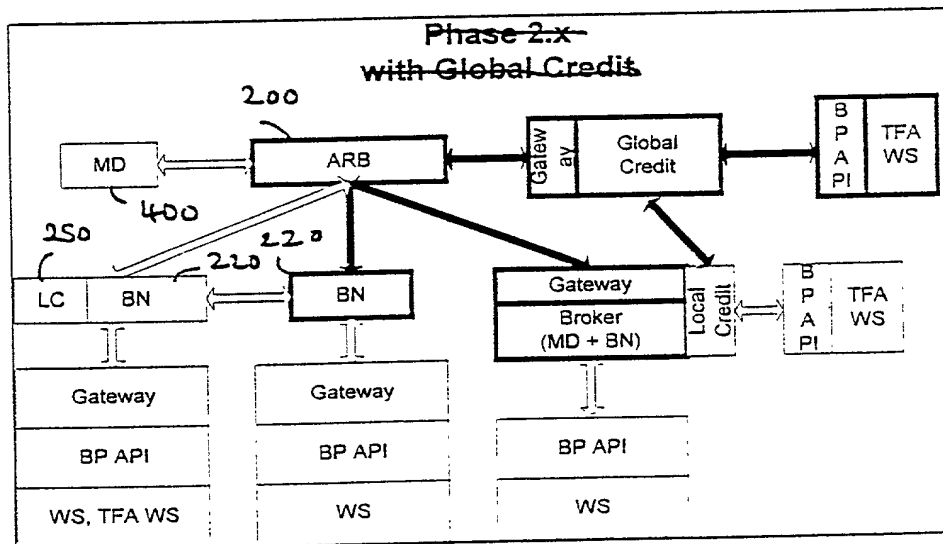 Phase 2.x
with Global Credit
200
MD
ARB
Gatew
ay
Global
Credit
B
P
A
PI
TFA
WS
400
250
220
220
LC
BN
BN
Gateway
Broker
(MD + BN)
Local
Credit
B
P
A
PI
TFA
WS
Gateway
BP API
WS, TFA WS
Gateway
BP API
WS
BP API
WS